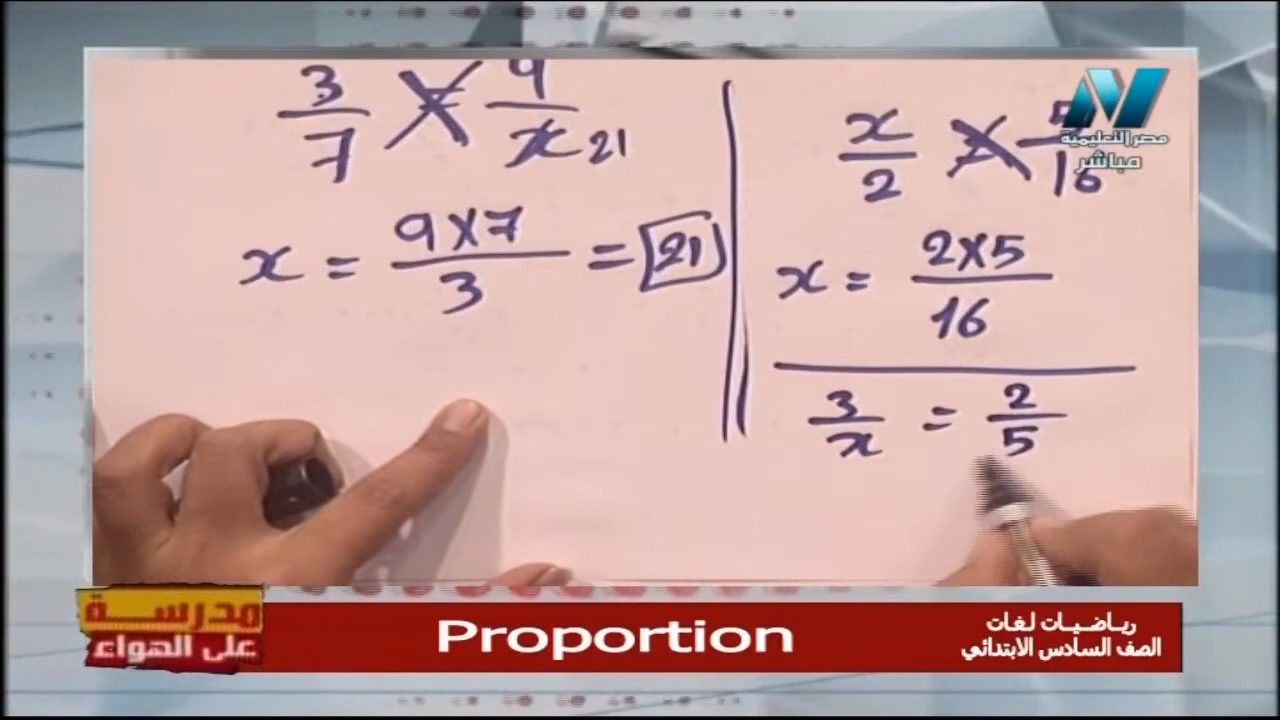 3/7 = 9/x 21
x = 9×7/3 = 21
x/2 = 5/16
x = 2×5/16
3/x = 2/5
مصر التعليمية
مباشر
مدرسة
على الهواء
Proportion
رياضيات لغات
الصف السادس الابتدائي